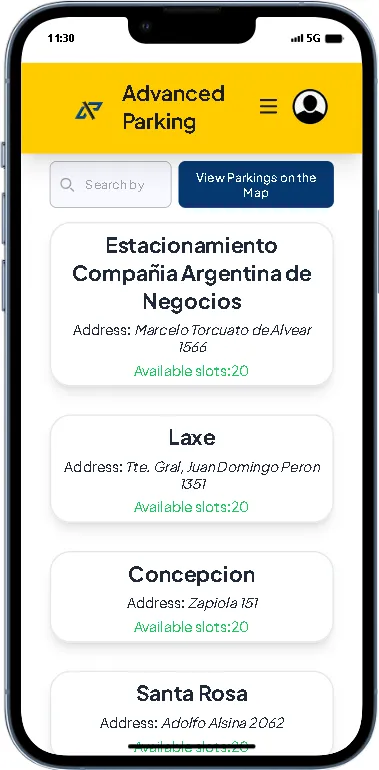 11:30
5G
Advanced
Parking
Search by
View Parkings on the
Map
Estacionamiento
Compañia Argentina de
Negocios
Address: Marcelo Torcuato de Alvear
1566
Available slots:20
Laxe
Address: Tte. Gral, Juan Domingo Peron
1351
Available slots:20
Concepcion
Address: Zapiola 151
Available slots:20
Santa Rosa
Address: Adolfo Alsina 2062
Available slots:20